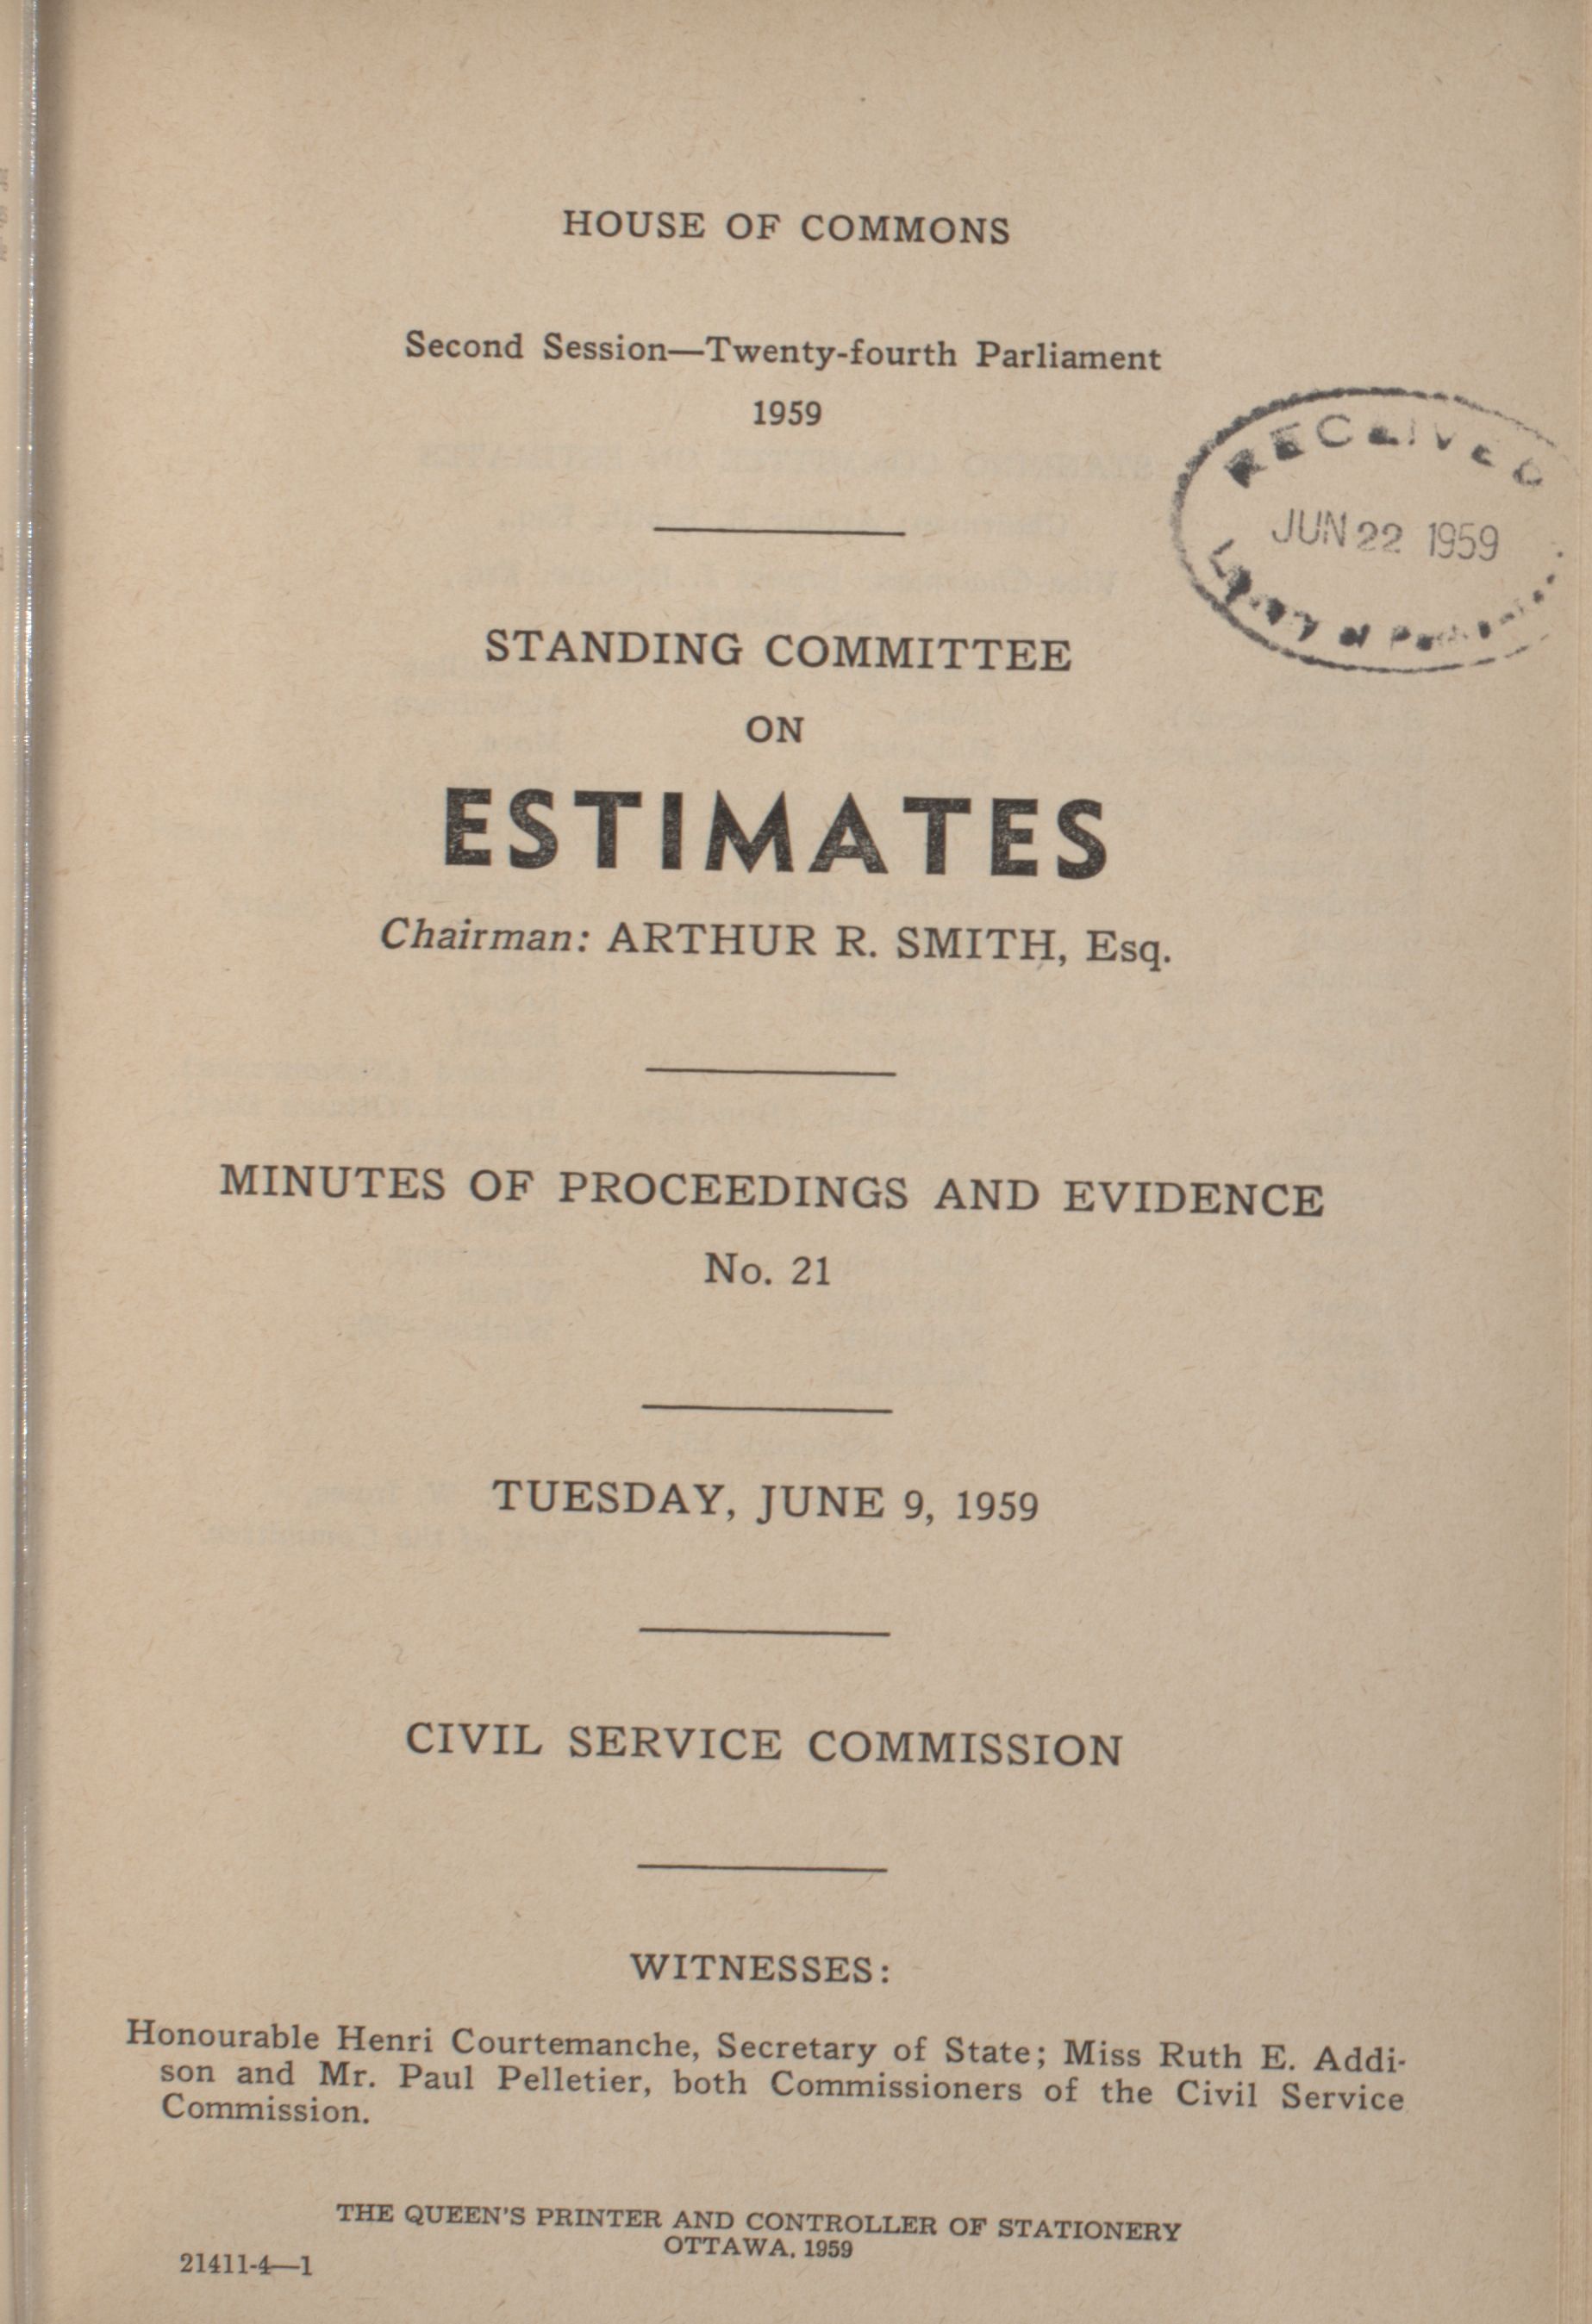 HOUSE OF COMMONS
Second Session—Twenty-fourth Parliament
1959
RECEIVED
JUN 22 1959
STANDING COMMITTEE
ON
ESTIMATES
Chairman: ARTHUR R. SMITH, Esq.
MINUTES OF PROCEEDINGS AND EVIDENCE
No. 21
TUESDAY, JUNE 9, 1959
CIVIL SERVICE COMMISSION
WITNESSES:
Honourable Henri Courtemanche, Secretary of State; Miss Ruth E. Addi-
son and Mr. Paul Pelletier, both Commissioners of the Civil Service
Commission.
THE QUEEN'S PRINTER AND CONTROLLER OF STATIONERY
OTTAWA, 1959
21411-4—1